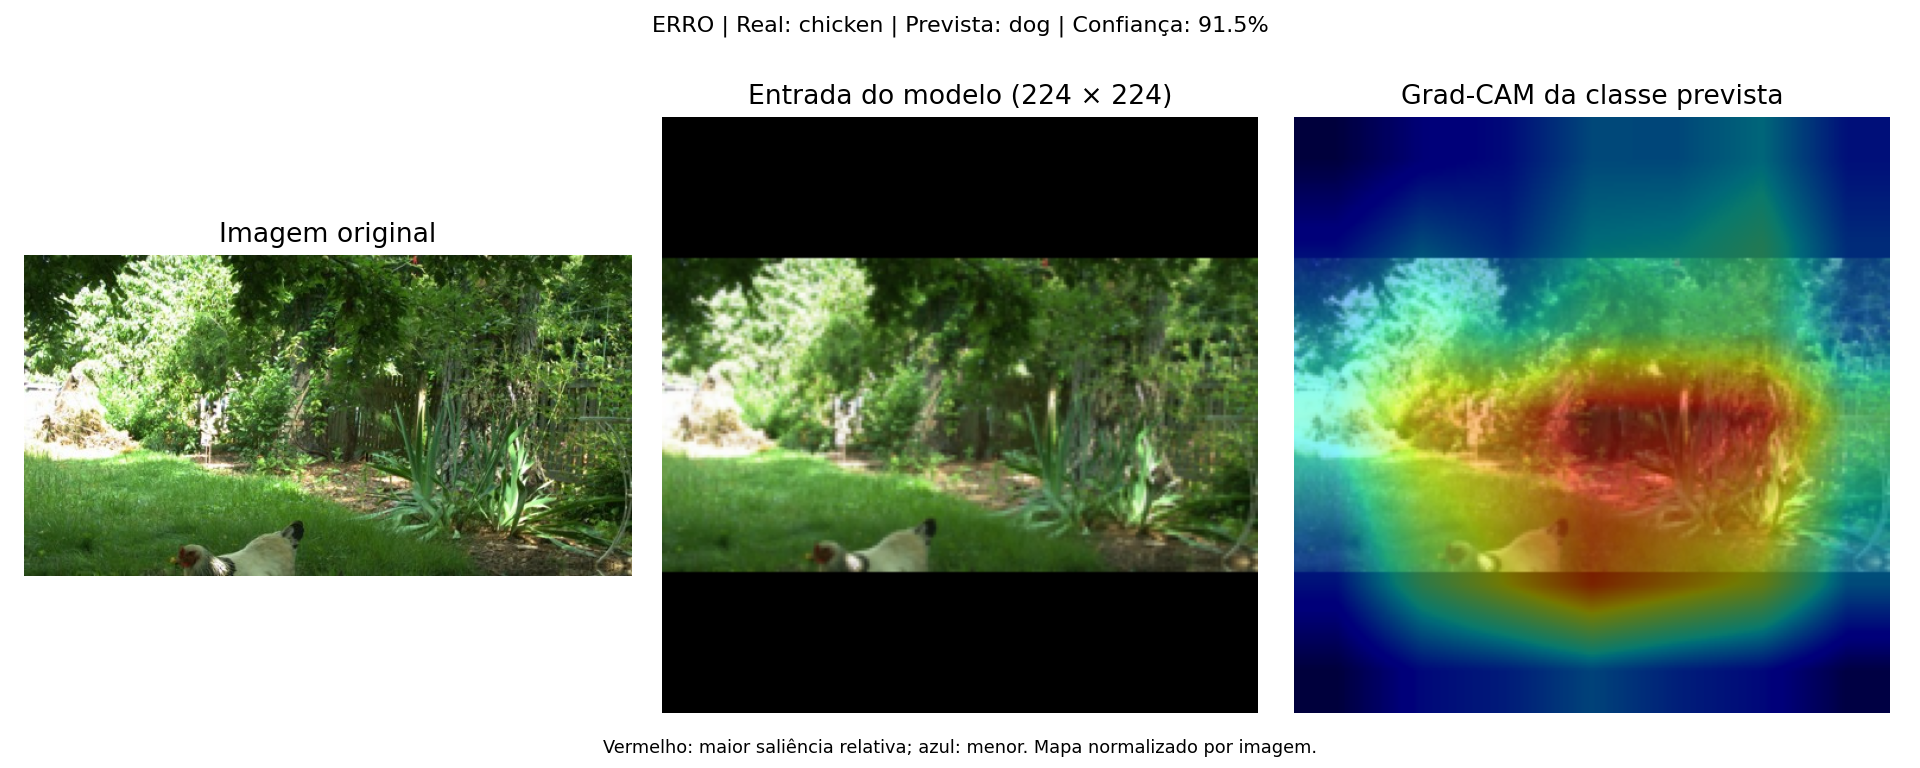 ERRO | Real: chicken | Prevista: dog | Confiança: 91.5%
Imagem original
Entrada do modelo (224 × 224)
Grad-CAM da classe prevista
Vermelho: maior saliência relativa; azul: menor. Mapa normalizado por imagem.